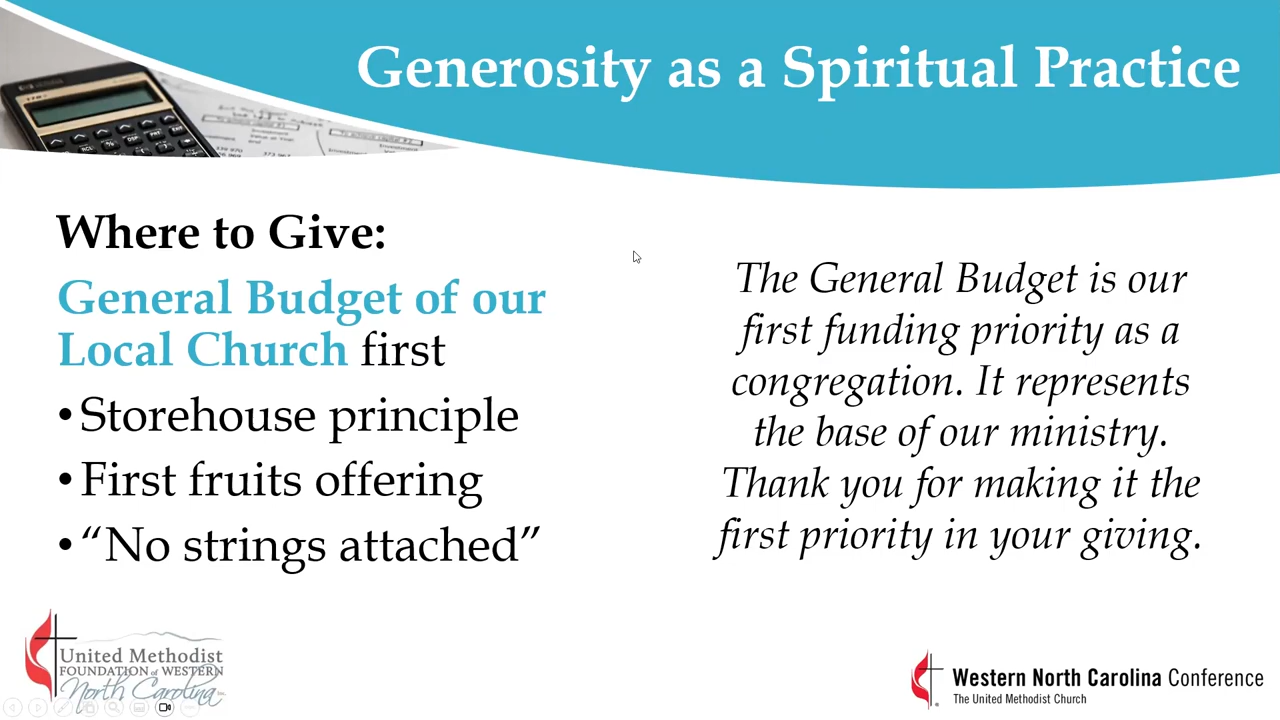 Generosity as a Spiritual Practice
Where to Give:
General Budget of our
Local Church first
•Storehouse principle
•First fruits offering
•“No strings attached”
The General Budget is our
first funding priority as a
congregation. It represents
the base of our ministry.
Thank you for making it the
first priority in your giving.
United Methodist
FOUNDATION of WESTERN
North Carolina
Western North Carolina Conference
The United Methodist Church